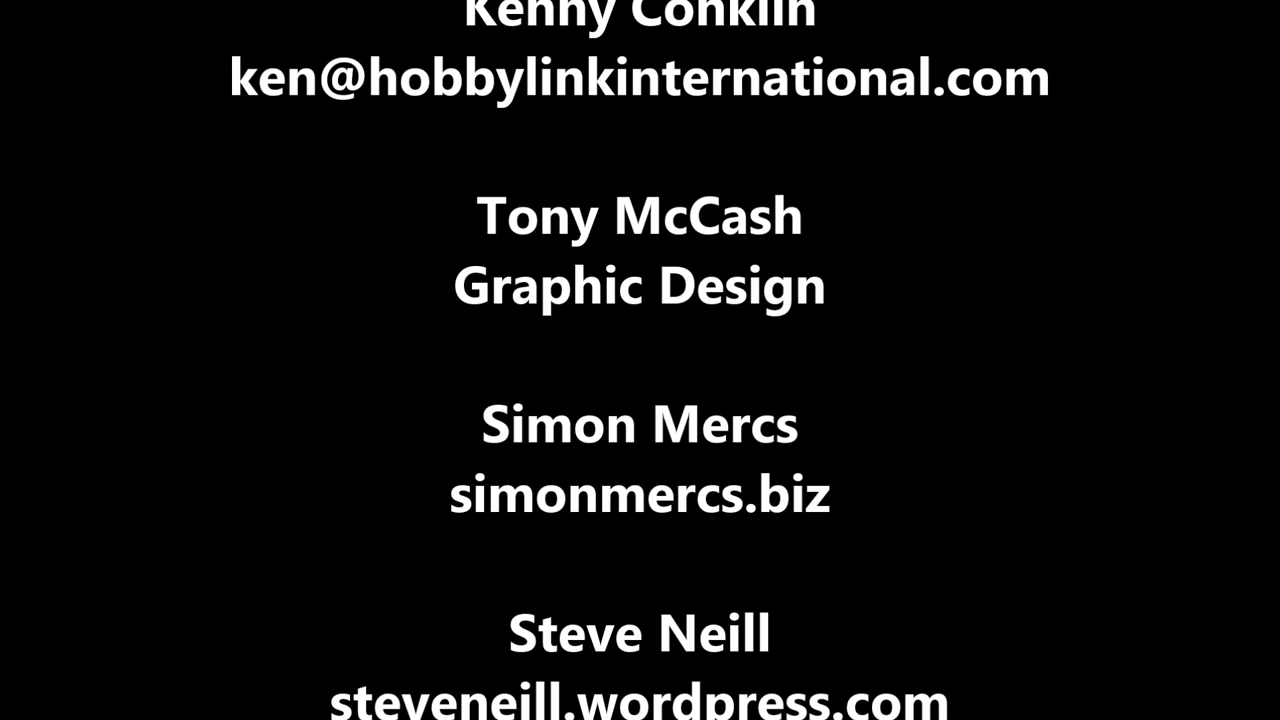 Kenny Conklin
ken@hobbylinkinternational.com
Tony McCash
Graphic Design
Simon Mercs
simonmercs.biz
Steve Neill
steveneill.wordpress.com